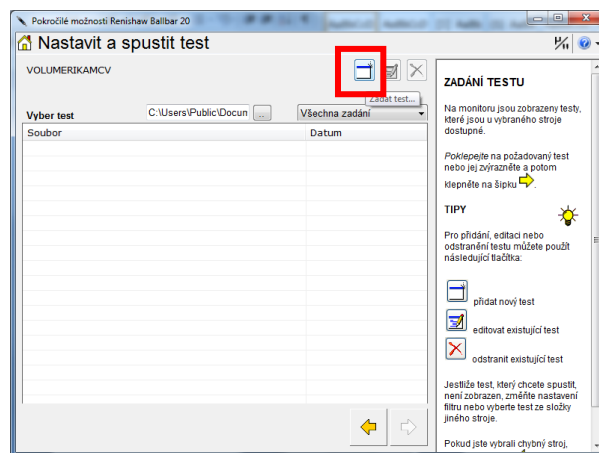 Pokročilé možnosti Renishaw Ballbar 20
Nastavit a spustit test
VOLUMERIKAMCV
Zadat test...
Vyber test
C:\Users\Public\Docun
..
Všechna zadání
Soubor
Datum
ZADÁNÍ TESTU
Na monitoru jsou zobrazeny testy,
které jsou u vybraného stroje
dostupné.
Poklepejte na požadovaný test
nebo jej zvýrazněte a potom
klepněte na šipku
.
TIPY
Pro přidání, editaci nebo
odstranění testu můžete použít
následující tlačítka:
přidat nový test
editovat existující test
odstranit existující test
Jestliže test, který chcete spustit,
není zobrazen, změňte nastavení
filtru nebo vyberte test ze složky
jiného stroje.
Pokud jste vybrali chybný stroj,